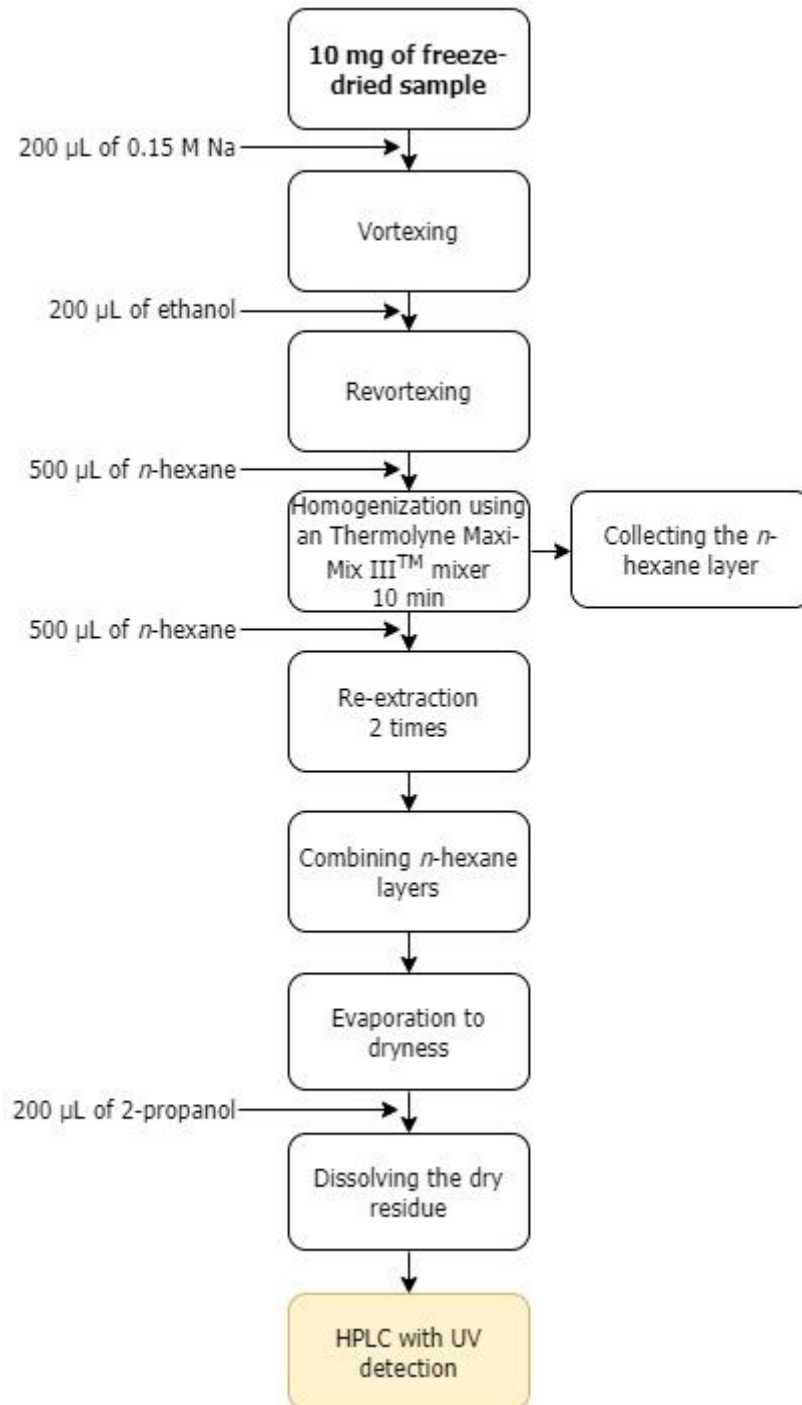 10 mg of freeze-
dried sample
200 µL of 0.15 M Na
Vortexing
200 µL of ethanol
Revortexing
500 µL of n-hexane
Homogenization using
an Thermolyne Maxi-
Mix III™ mixer
10 min
Collecting the n-
hexane layer
500 µL of n-hexane
Re-extraction
2 times
Combining n-hexane
layers
Evaporation to
dryness
200 µL of 2-propanol
Dissolving the dry
residue
HPLC with UV
detection